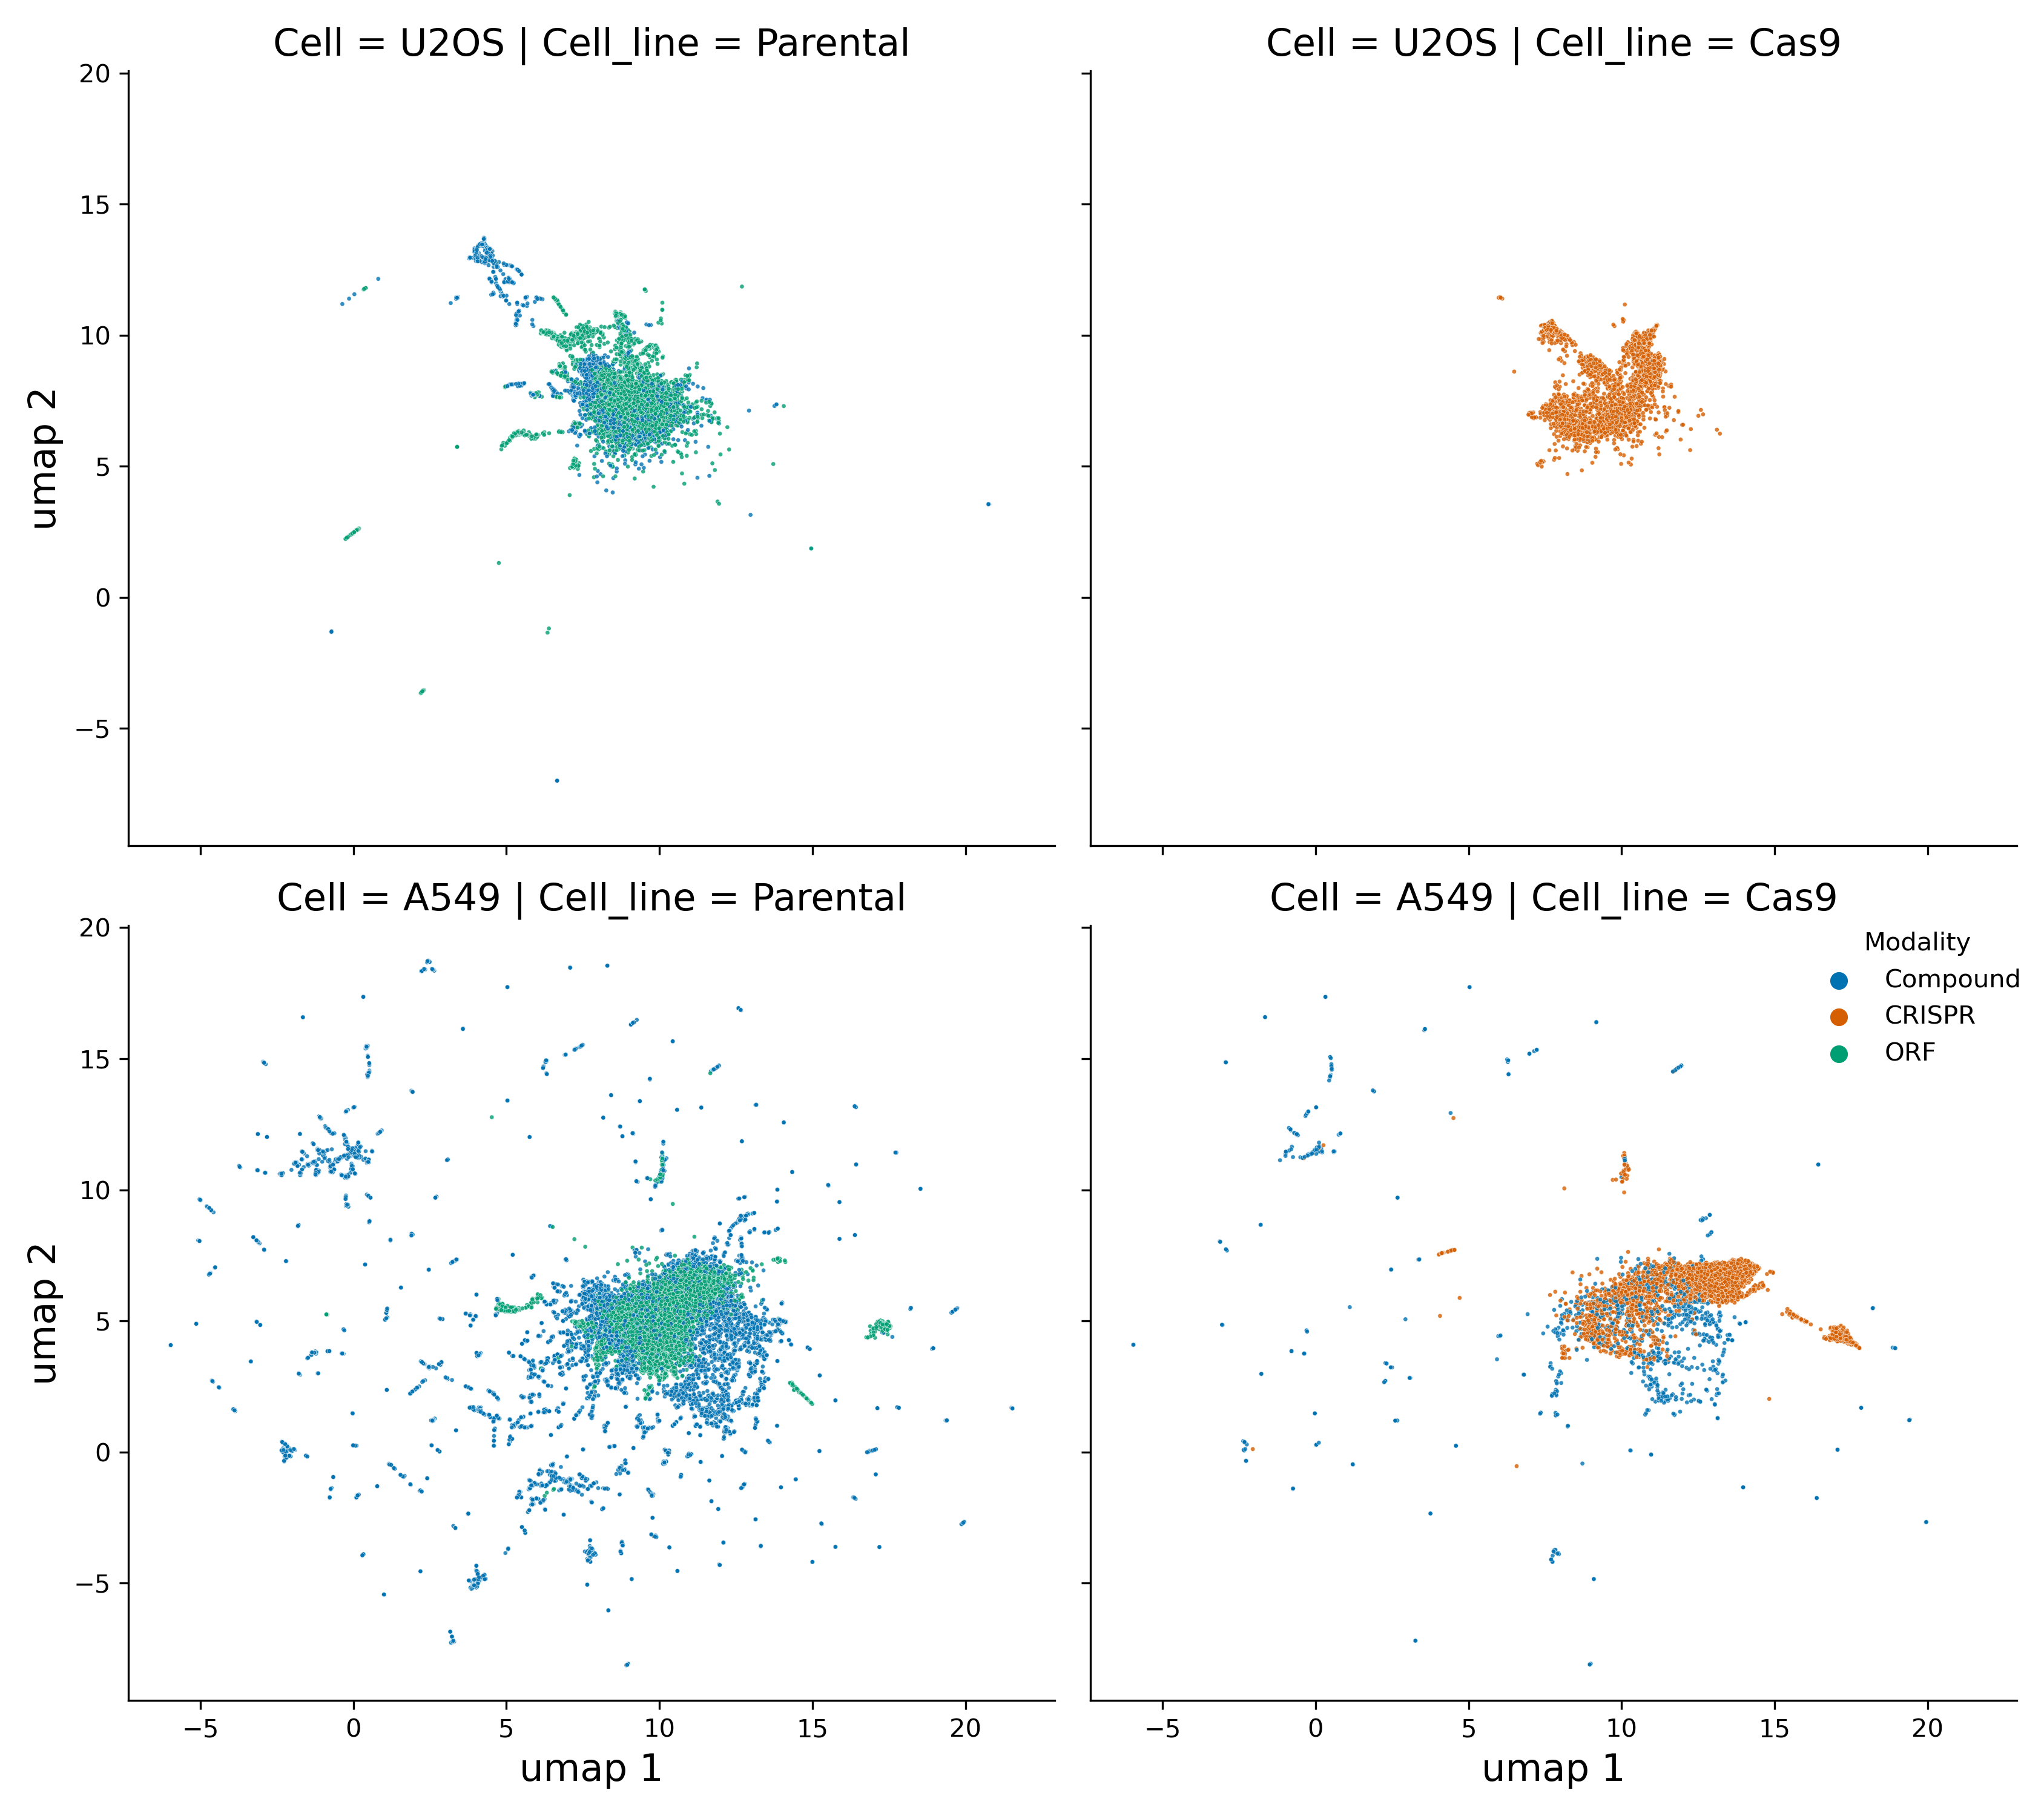 Cell = U2OS | Cell_line = Parental
Cell = U2OS | Cell_line = Cas9
20
15
10
5
0
−5
umap 2
Cell = A549 | Cell_line = Parental
Cell = A549 | Cell_line = Cas9
Modality
Compound
CRISPR
ORF
20
15
10
5
0
−5
umap 2
−5 0 5 10 15 20
−5 0 5 10 15 20
umap 1
umap 1